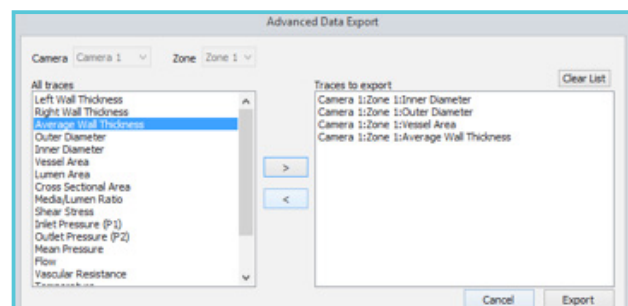 Advanced Data Export
Camera Camera 1 Zone Zone 1
All traces
Left Wall Thickness
Right Wall Thickness
Average Wall Thickness
Outer Diameter
Inner Diameter
Vessel Area
Lumen Area
Cross Sectional Area
Media/Lumen Ratio
Shear Stress
Inlet Pressure (P1)
Outlet Pressure (P2)
Mean Pressure
Flow
Vascular Resistance
>
<
Traces to export
Clear List
Camera 1:Zone 1:Inner Diameter
Camera 1:Zone 1:Outer Diameter
Camera 1:Zone 1:Vessel Area
Camera 1:Zone 1:Average Wall Thickness
Cancel Export